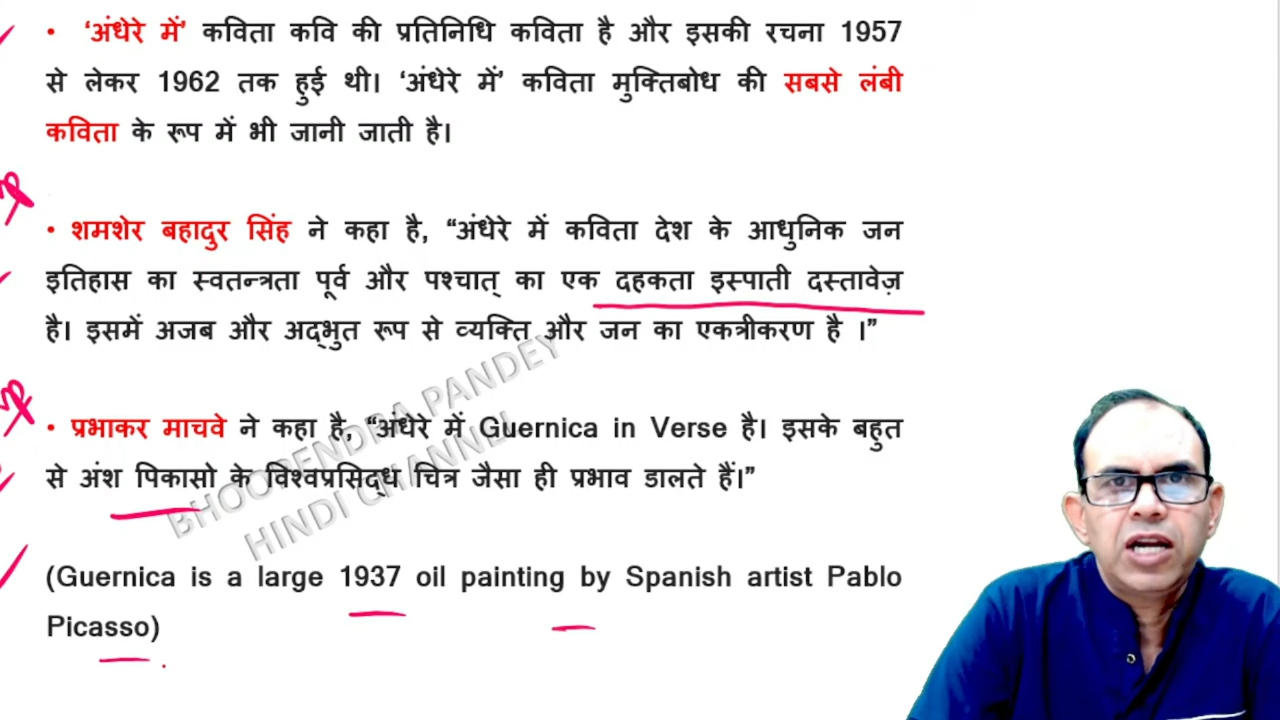 • ‘अंधेरे में’ कविता कवि की प्रतिनिधि कविता है और इसकी रचना 1957
से लेकर 1962 तक हुई थी। ‘अंधेरे में’ कविता मुक्तिबोध की सबसे लंबी
कविता के रूप में भी जानी जाती है।
• शमशेर बहादुर सिंह ने कहा है, “अंधेरे में कविता देश के आधुनिक जन
इतिहास का स्वतन्त्रता पूर्व और पश्चात् का एक दहकता इस्पाती दस्तावेज़
है। इसमें अजब और अद्भुत रूप से व्यक्ति और जन का एकत्रीकरण है ।”
• प्रभाकर माचवे ने कहा है, “अंधेरे में Guernica in Verse है। इसके बहुत
से अंश पिकासो के विश्वप्रसिद्ध चित्र जैसा ही प्रभाव डालते हैं।”
(Guernica is a large 1937 oil painting by Spanish artist Pablo
Picasso)
BHOOPENDRA PANDEY
HINDI CHANNEL